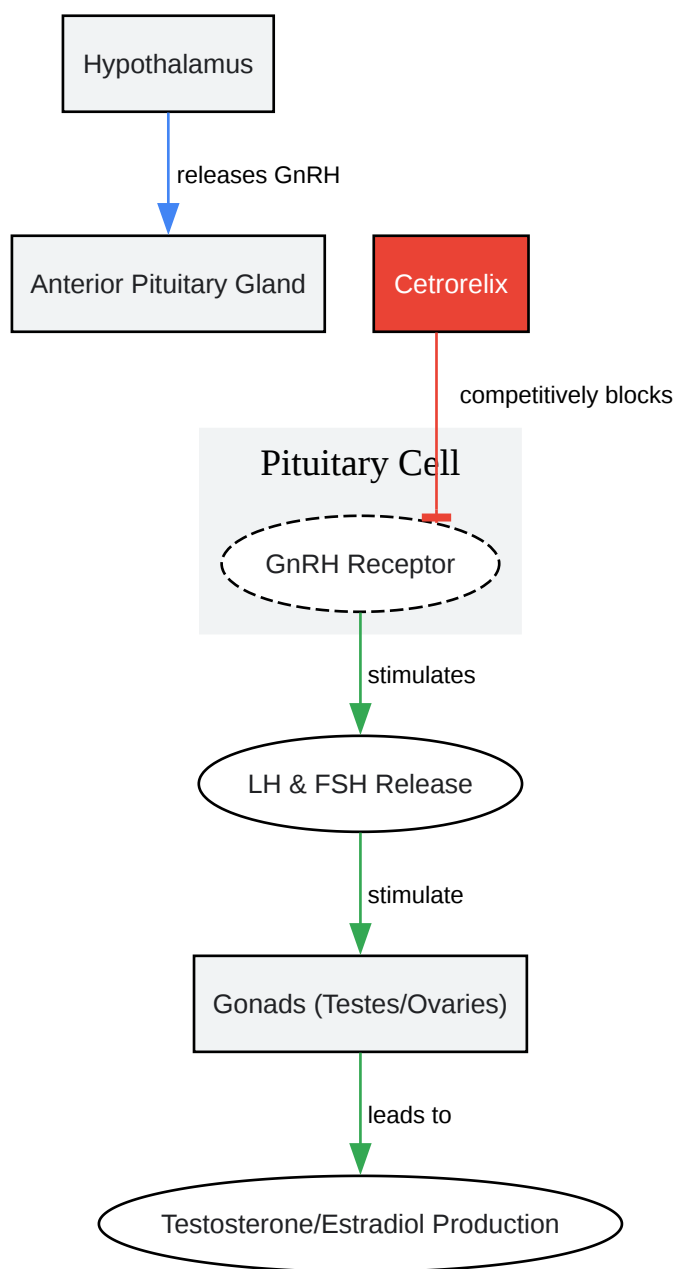 Hypothalamus
releases GnRH
Anterior Pituitary Gland
Cetrorelix
competitively blocks
Pituitary Cell
GnRH Receptor
stimulates
LH & FSH Release
stimulate
Gonads (Testes/Ovaries)
leads to
Testosterone/Estradiol Production